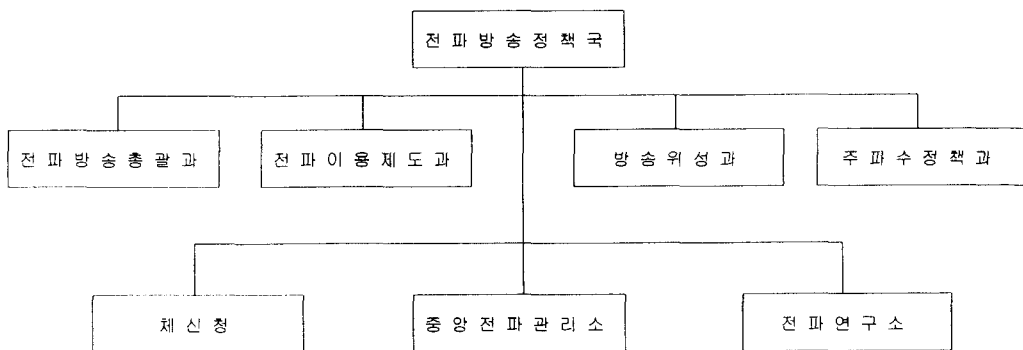 전파방송정책국
전파방송총괄과
전파이용제도과
방송위성과
주파수정책과
체신청
중앙전파관리소
전파연구소